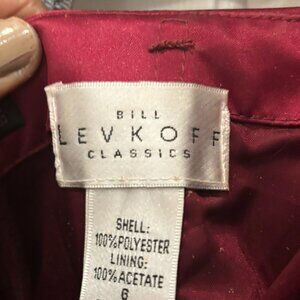 BILL
LEVKOFF
CLASSICS
SHELL:
100%POLYESTER
LINING:
100%ACETATE
6